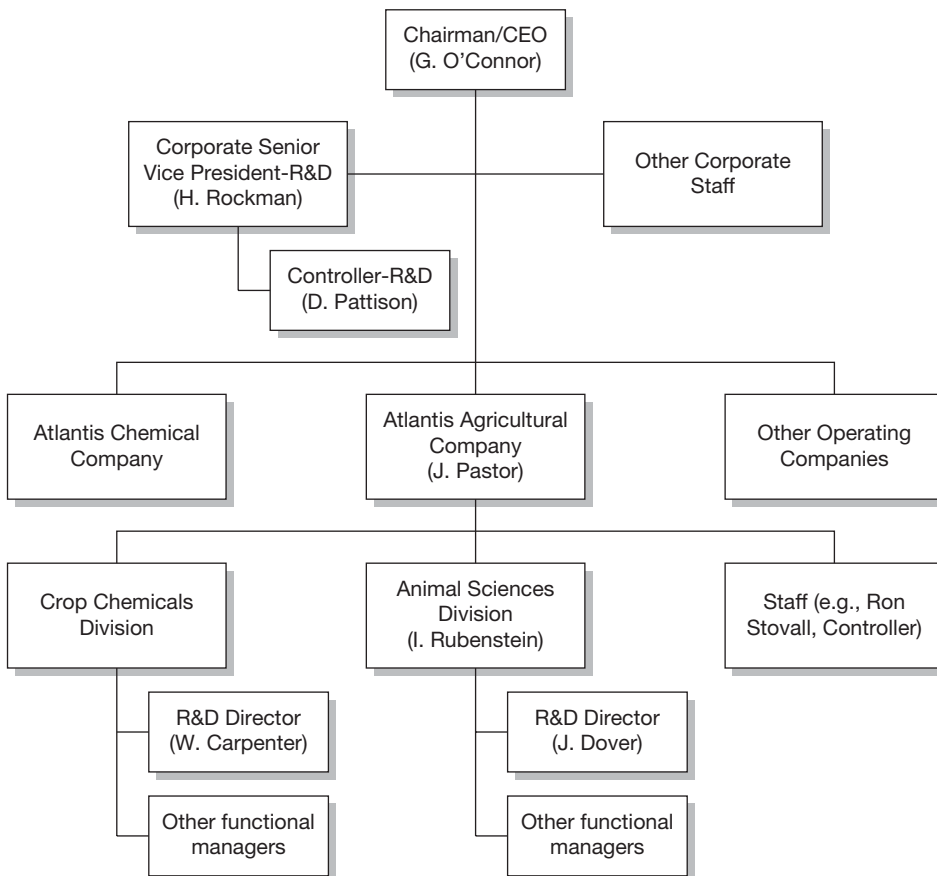 Chairman/CEO
(G. O’Connor)
Corporate Senior
Vice President-R&D
(H. Rockman)
Other Corporate
Staff
Controller-R&D
(D. Pattison)
Atlantis Chemical
Company
Atlantis Agricultural
Company
(J. Pastor)
Other Operating
Companies
Crop Chemicals
Division
Animal Sciences
Division
(I. Rubenstein)
Staff (e.g., Ron
Stovall, Controller)
R&D Director
(W. Carpenter)
R&D Director
(J. Dover)
Other functional
managers
Other functional
managers